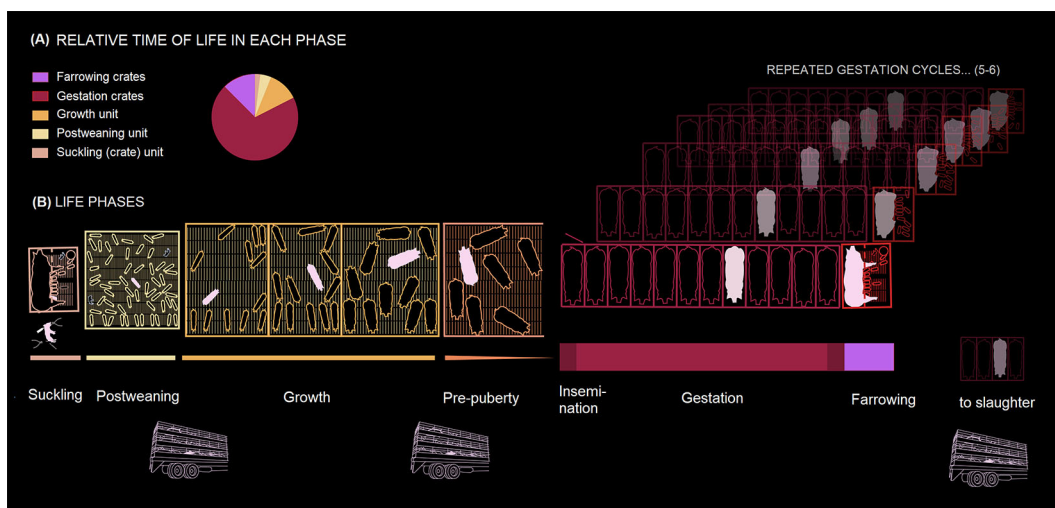 (A) RELATIVE TIME OF LIFE IN EACH PHASE
Farrowing crates
Gestation crates
Growth unit
Postweaning unit
Suckling (crate) unit
REPEATED GESTATION CYCLES... (5-6)
(B) LIFE PHASES
Suckling
Postweaning
Growth
Pre-puberty
Insemi-
nation
Gestation
Farrowing
to slaughter